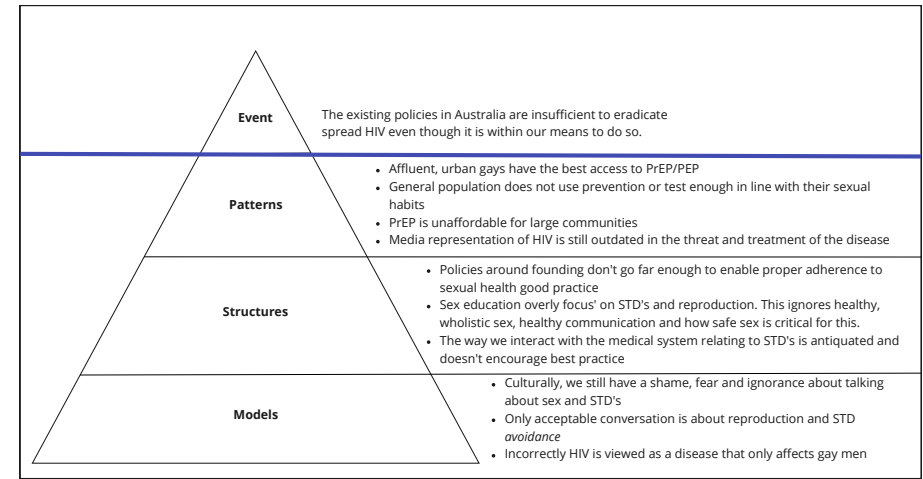 Event
The existing policies in Australia are insufficient to eradicate
spread HIV even though it is within our means to do so.
Patterns
• Affluent, urban gays have the best access to PrEP/PEP
• General population does not use prevention or test enough in line with their sexual
habits
• PrEP is unaffordable for large communities
• Media representation of HIV is still outdated in the threat and treatment of the disease
Structures
• Policies around founding don't go far enough to enable proper adherence to
sexual health good practice
• Sex education overly focus' on STD's and reproduction. This ignores healthy,
wholistic sex, healthy communication and how safe sex is critical for this.
• The way we interact with the medical system relating to STD's is antiquated and
doesn't encourage best practice
Models
• Culturally, we still have a shame, fear and ignorance about talking
about sex and STD's
• Only acceptable conversation is about reproduction and STD
avoidance
• Incorrectly HIV is viewed as a disease that only affects gay men